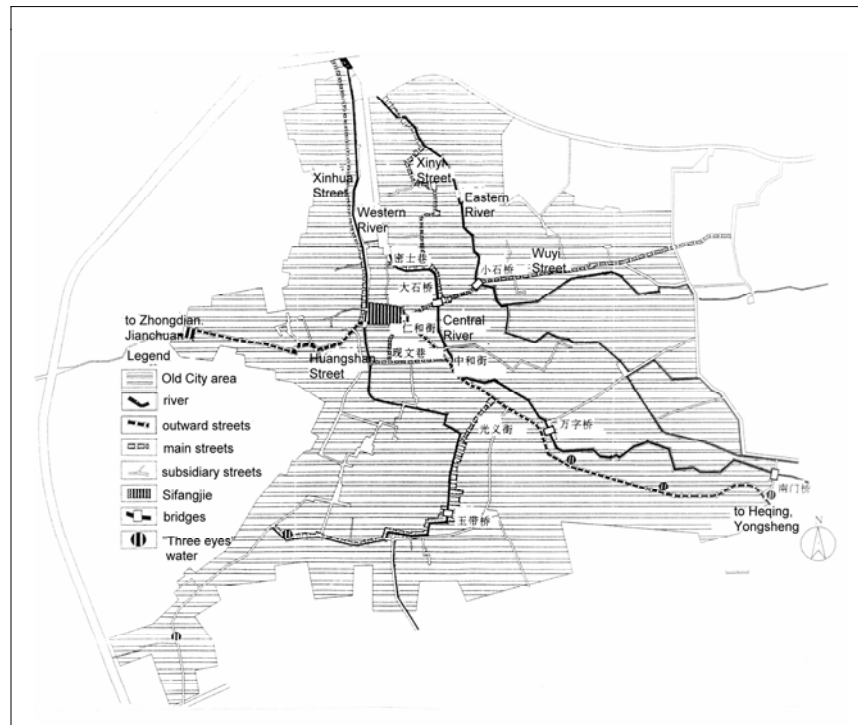 Xinhua
Street
Xinyi
Street
Western
River
Eastern
River
Wuyi
Street
密士巷
小石桥
大石桥
to Zhongdian.
Jianchuan
仁和街
Central
River
Huangshan
Street
现文巷
中和街
Legend
Old City area
river
outward streets
main streets
subsidiary streets
Sifangjie
bridges
"Three eyes"
water
光义街
万字桥
南门桥
玉带桥
to Heqing,
Yongsheng
N